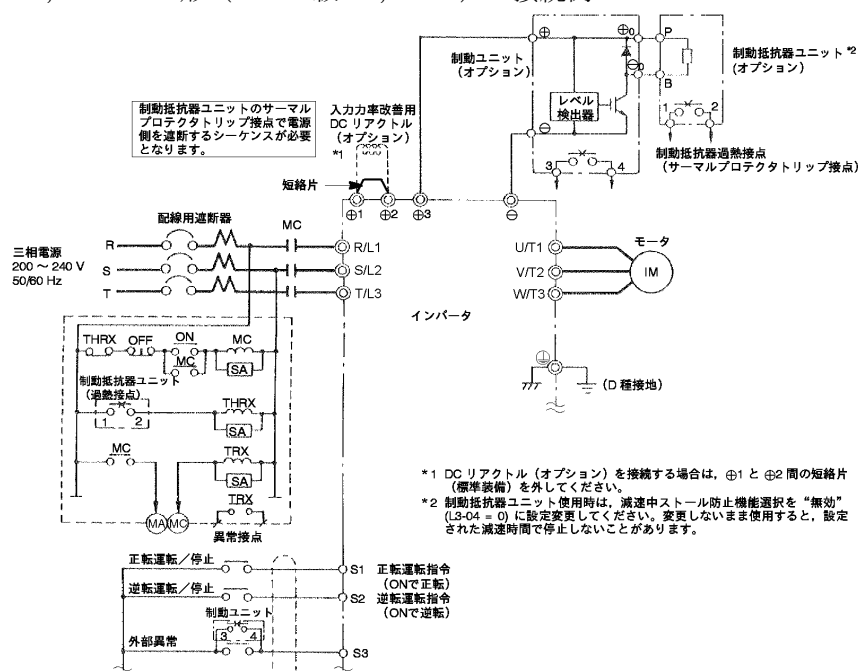 制動ユニット
(オプション)
⊕
⊕0
⊖0
P
B
制動抵抗器ユニット *2
(オプション)
レベル
検出器
1
2
⊖
3
4
制動抵抗器過熱接点
(サーマルプロテクタトリップ接点)
制動抵抗器ユニットのサーマル
プロテクタトリップ接点で電源
側を遮断するシーケンスが必要
となります。
入力力率改善用
DC リアクトル
(オプション)
*1
短絡片
⊕1
⊕2
⊕3
⊖
配線用遮断器
MC
三相電源
200 ~ 240 V
50/60 Hz
R
S
T
R/L1
S/L2
T/L3
インバータ
U/T1
V/T2
W/T3
モータ
IM
(D 種接地)
THRX
OFF
ON
MC
MC
SA
制動抵抗器ユニット
(過熱接点)
1
2
THRX
SA
MC
TRX
SA
TRX
MA
MC
異常接点
*1 DC リアクトル (オプション) を接続する場合は, ⊕1 と ⊕2 間の短絡片
(標準装備) を外してください。
*2 制動抵抗器ユニット使用時は, 減速中ストール防止機能選択を “無効”
(L3-04 = 0) に設定変更してください。変更しないまま使用すると, 設定
された減速時間で停止しないことがあります。
正転運転/停止
S1 正転運転指令
(ONで正転)
逆転運転/停止
S2 逆転運転指令
(ONで逆転)
制動ユニット
3
4
外部異常
S3